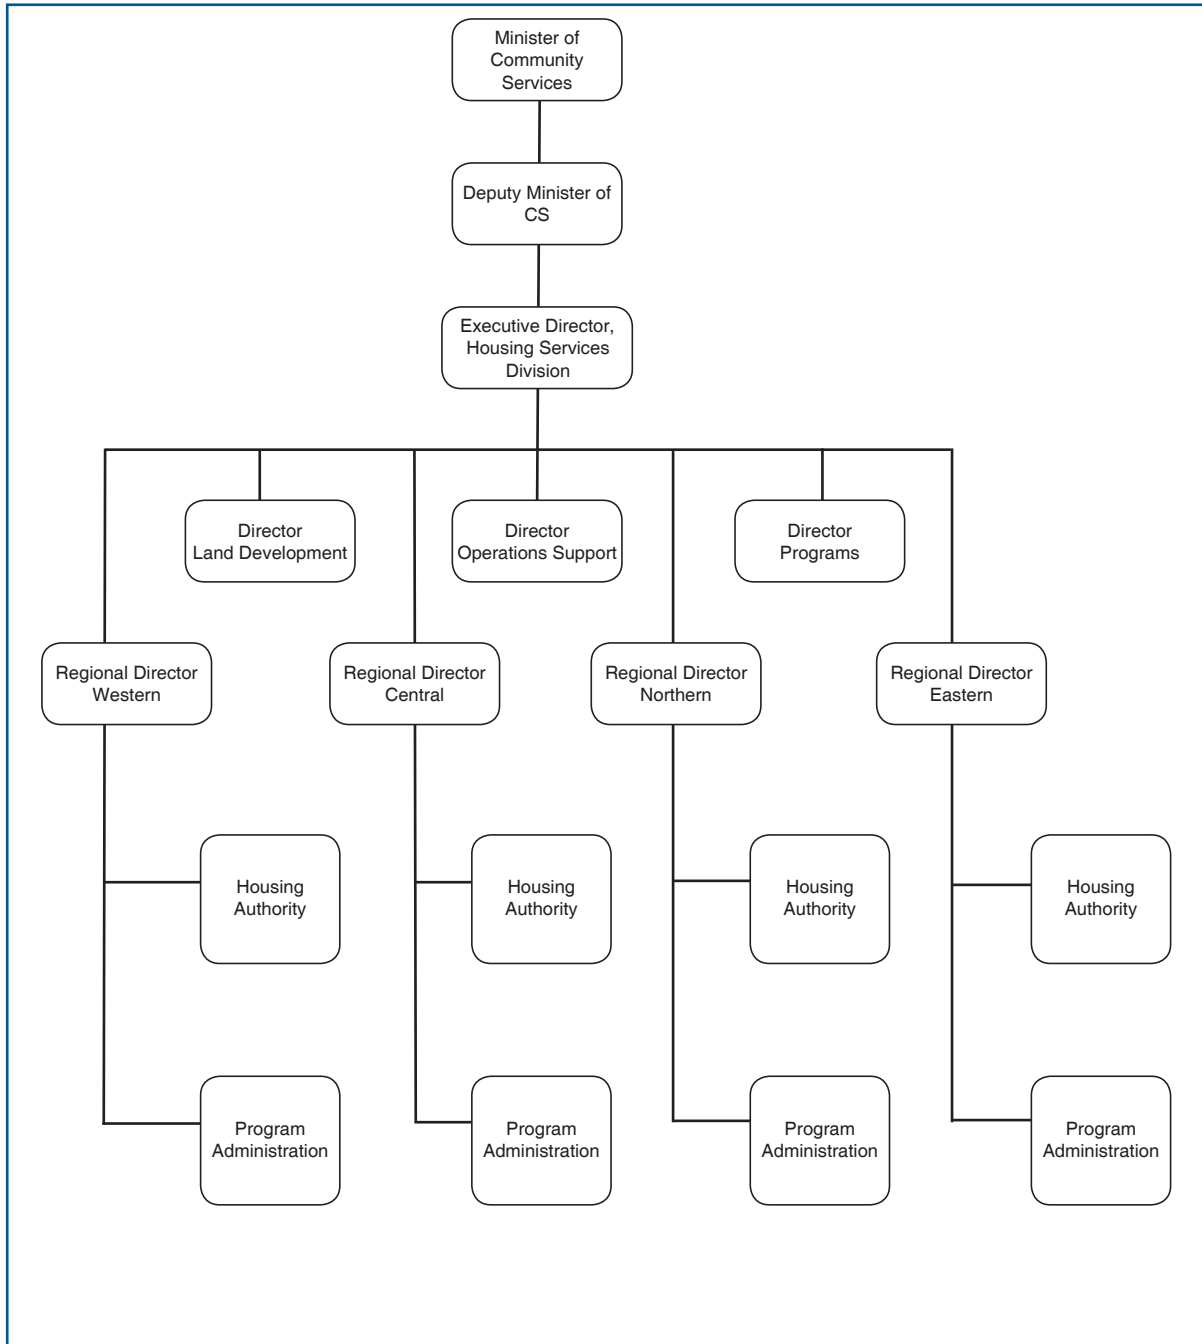 Minister of
Community
Services
Deputy Minister of
CS
Executive Director,
Housing Services
Division
Director
Land Development
Director
Operations Support
Director
Programs
Regional Director
Western
Regional Director
Central
Regional Director
Northern
Regional Director
Eastern
Housing
Authority
Housing
Authority
Housing
Authority
Housing
Authority
Program
Administration
Program
Administration
Program
Administration
Program
Administration